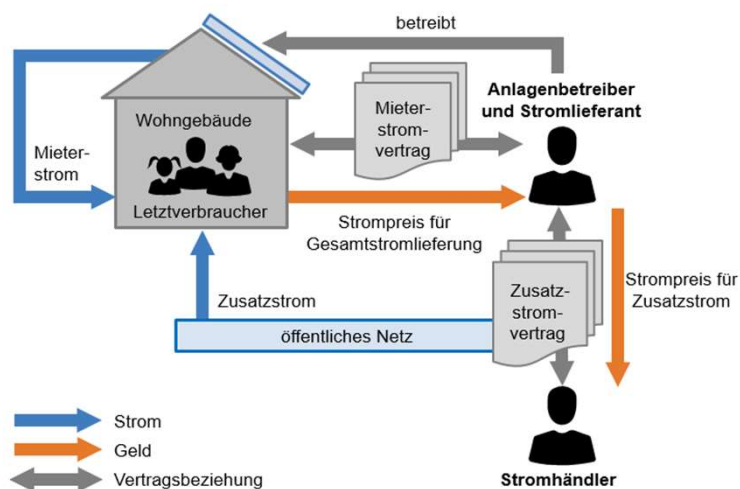 betreibt
Anlagenbetreiber
und Stromlieferant
Mieter-
strom-
vertrag
Wohngebäude
Letztverbraucher
Mieter-
strom
Strompreis für
Gesamtstromlieferung
Zusatzstrom
Zusatz-
strom-
vertrag
Strompreis für
Zusatzstrom
öffentliches Netz
Strom
Geld
Vertragsbeziehung
Stromhändler